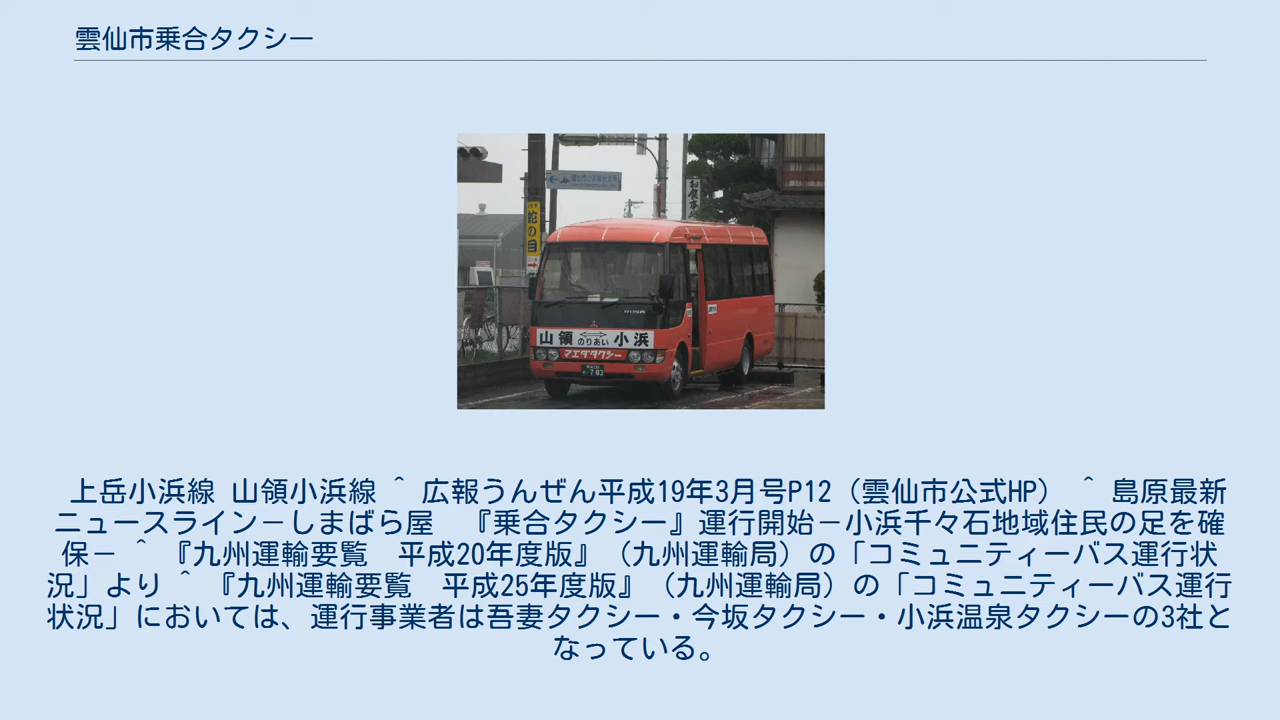 雲仙市乗合タクシー
お食事処
蛇の目
山領 ⇔ 小浜
のりあい
マエダタクシー
・783
上岳小浜線 山領小浜線 ^ 広報うんぜん平成19年3月号P12（雲仙市公式HP） ^ 島原最新
ニュースライン－しまばら屋　『乗合タクシー』運行開始－小浜千々石地域住民の足を確
保－ ^ 『九州運輸要覧　平成20年度版』（九州運輸局）の「コミュニティーバス運行状
況」より ^ 『九州運輸要覧　平成25年度版』（九州運輸局）の「コミュニティーバス運行
状況」においては、運行事業者は吾妻タクシー・今坂タクシー・小浜温泉タクシーの3社と
なっている。